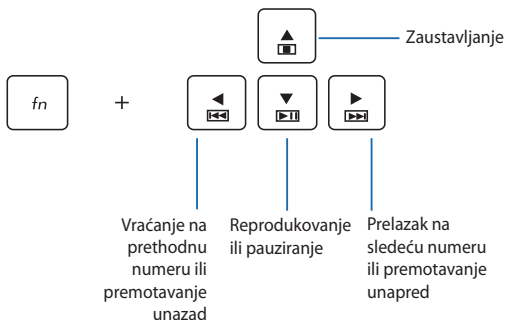 Zaustavljanje
fn
+
Vraćanje na
prethodnu
numeru ili
premotavanje
unazad
Reprodukovanje
ili pauziranje
Prelazak na
sledeću numeru
ili premotavanje
unapred